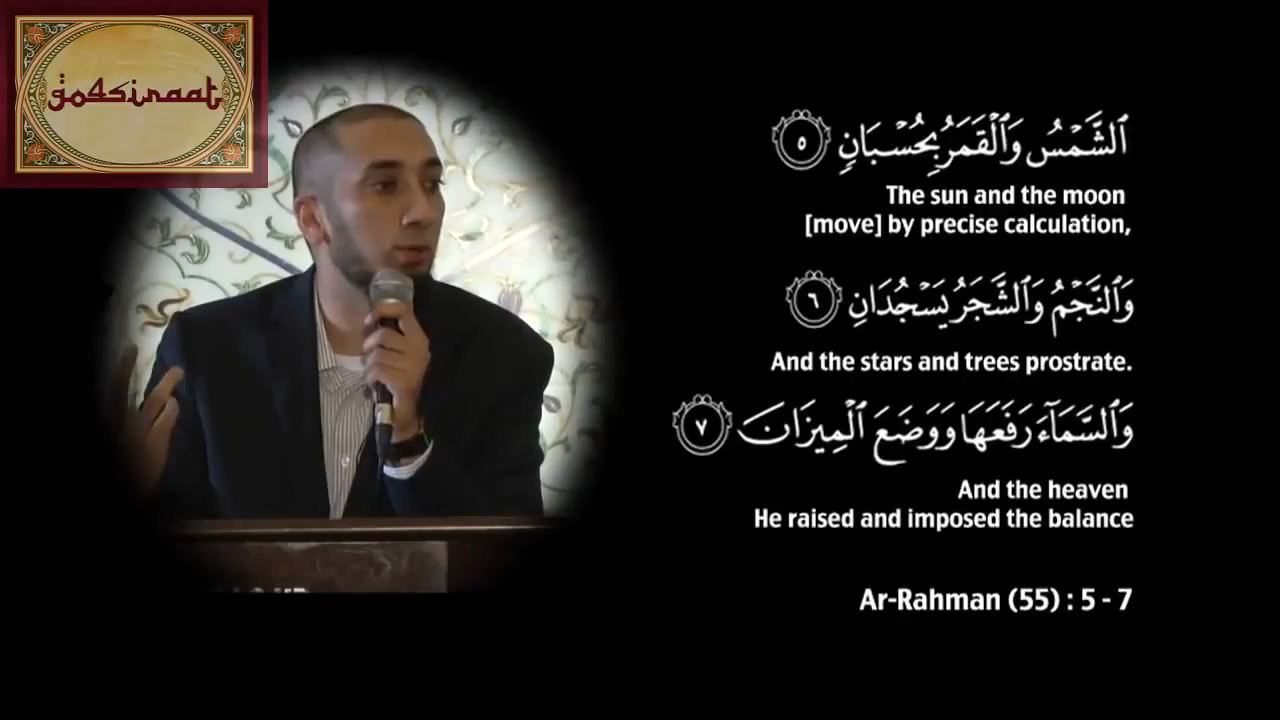 go4siraat
ٱلشَّمْسُ وَٱلْقَمَرُ بِحُسْبَانٍ ٥
The sun and the moon
[move] by precise calculation,
وَٱلنَّجْمُ وَٱلشَّجَرُ يَسْجُدَانِ ٦
And the stars and trees prostrate.
وَٱلسَّمَآءَ رَفَعَهَا وَوَضَعَ ٱلْمِيزَانَ ٧
And the heaven
He raised and imposed the balance
Ar-Rahman (55) : 5 - 7